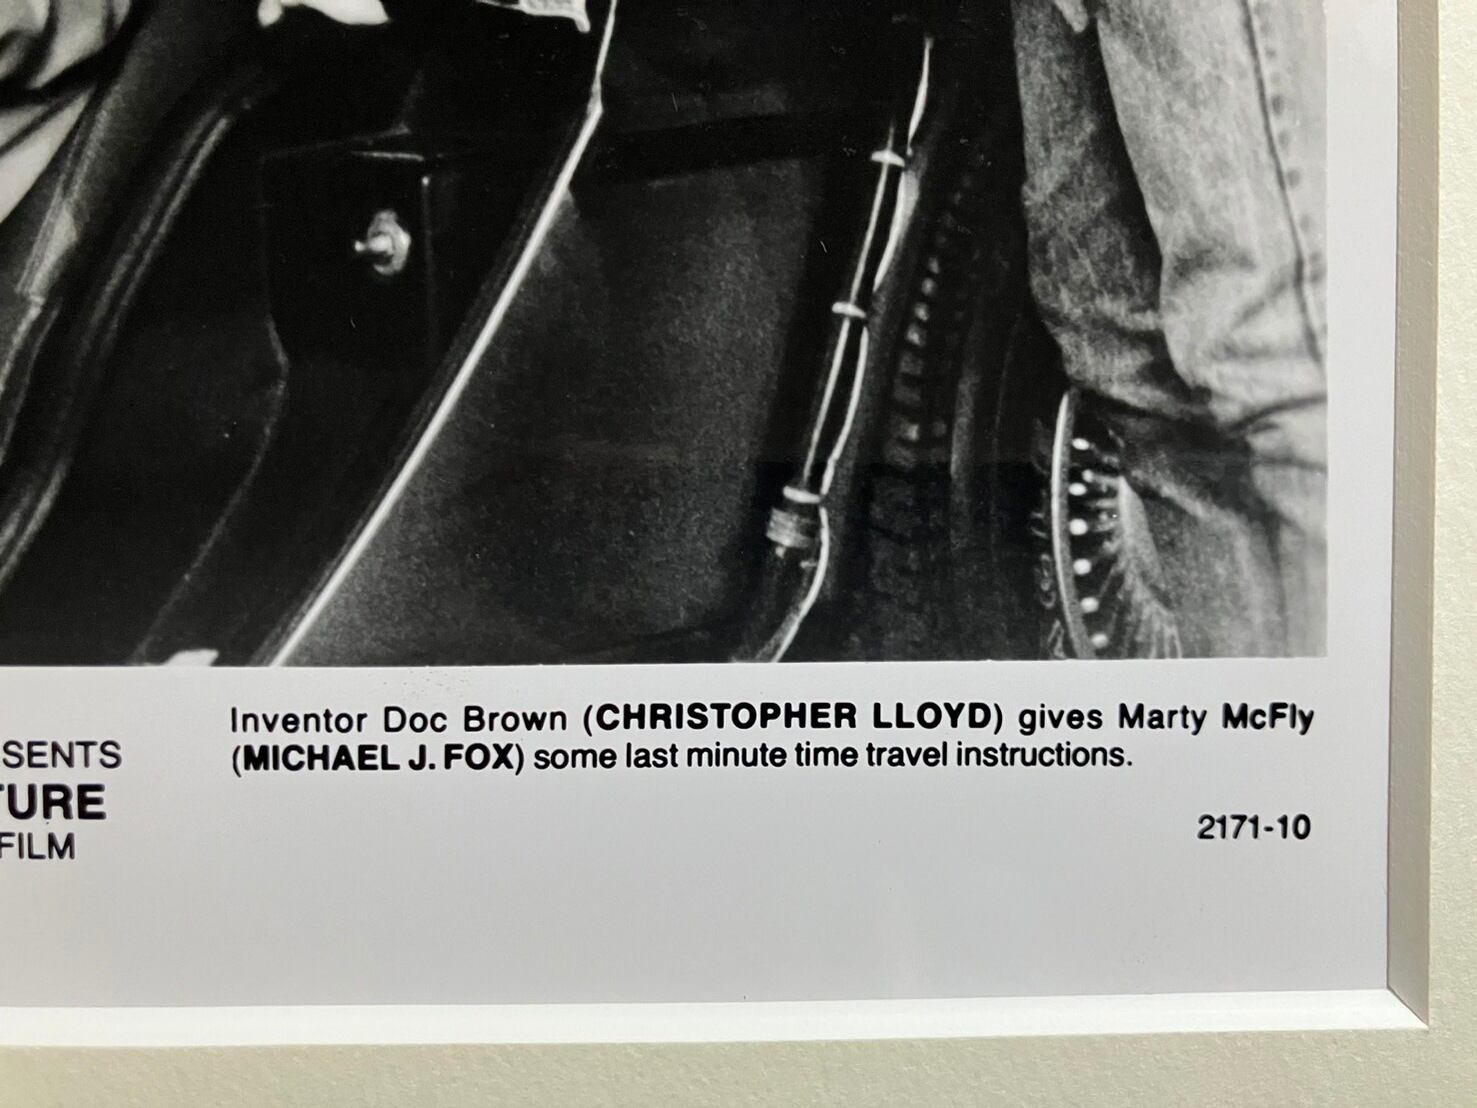 Inventor Doc Brown (CHRISTOPHER LLOYD) gives Marty McFly
(MICHAEL J. FOX) some last minute time travel instructions.
SENTS
TURE
FILM
2171-10